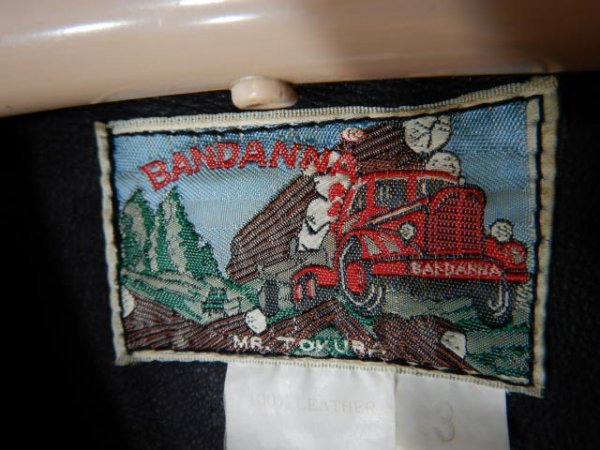 BANDANNA
BANDANNA
MR. TOKURA
100% LEATHER
3